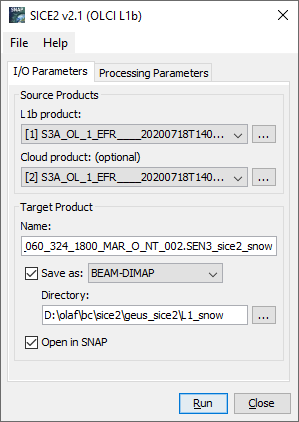 SICE2 v2.1 (OLCI L1b)
File Help
I/O Parameters Processing Parameters
Source Products
L1b product:
[1] S3A_OL_1_EFR____20200718T140...
...
Cloud product: (optional)
[2] S3A_OL_1_EFR____20200718T140...
...
Target Product
Name:
_060_324_1800_MAR_O_NT_002.SEN3_sice2_snow
Save as: BEAM-DIMAP
Directory:
D:\olaf\bc\sice2\geus_sice2\L1_snow
...
Open in SNAP
Run Close